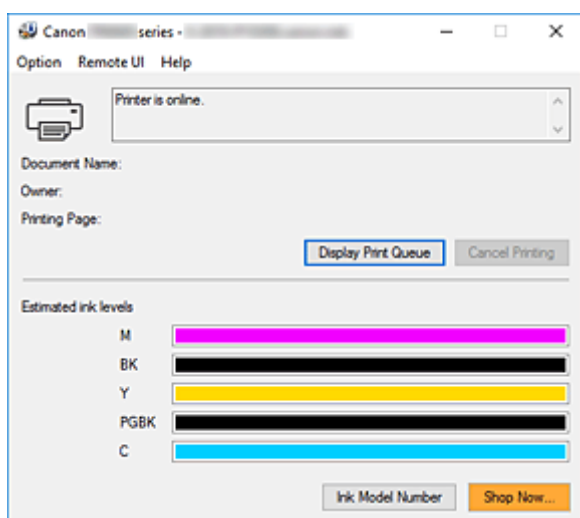 Canon series -
Option Remote UI Help
Printer is online.
Document Name:
Owner:
Printing Page:
Display Print Queue Cancel Printing
Estimated ink levels
M
BK
Y
PGBK
C
Ink Model Number Shop Now...